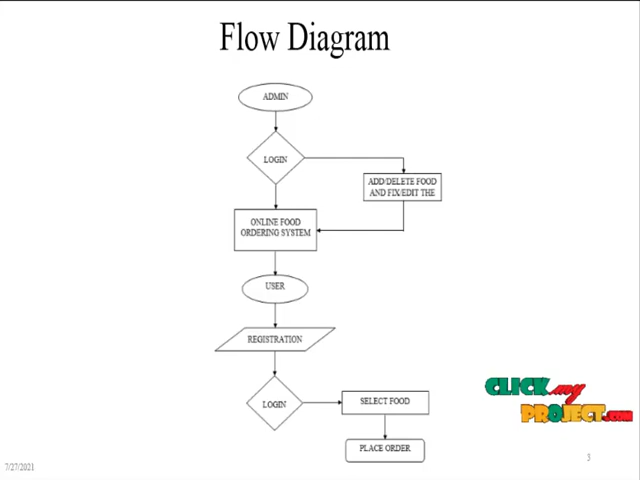 Flow Diagram
ADMIN
LOGIN
ADD/DELETE FOOD
AND FIX/EDIT THE
ONLINE FOOD
ORDERING SYSTEM
USER
REGISTRATION
LOGIN
SELECT FOOD
PLACE ORDER
CLICK my
PROJECT.com
7/27/2021
3